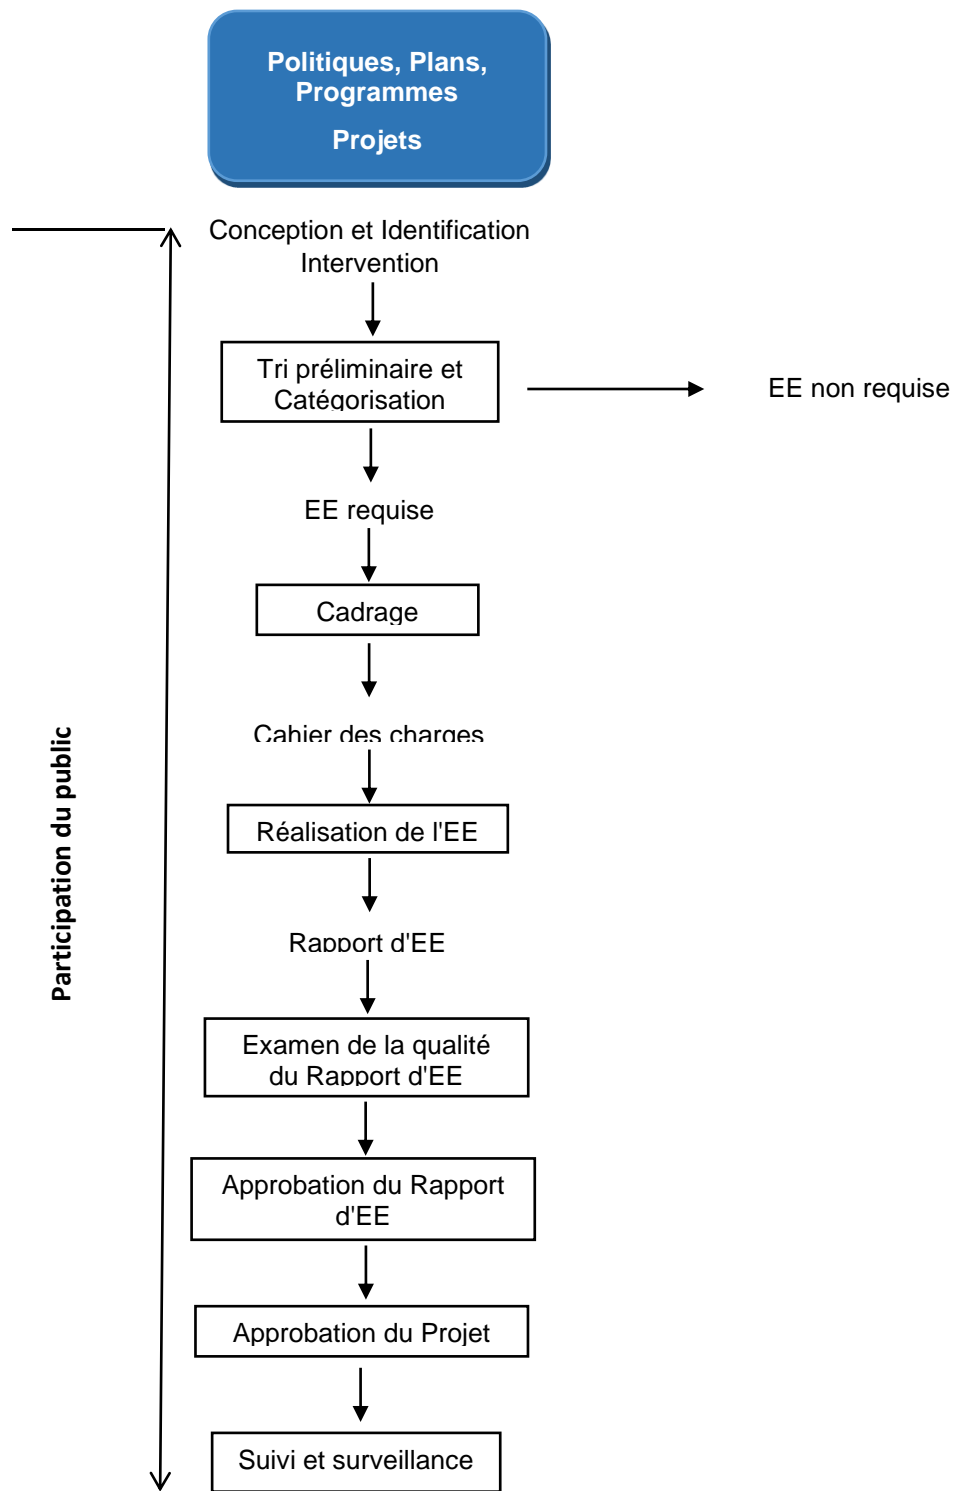 Politiques, Plans,
Programmes
Projets
Conception et Identification
Intervention
Tri préliminaire et
Catégorisation
EE non requise
EE requise
Cadrage
Cahier des charges
Réalisation de l'EE
Participation du public
Rapport d'EE
Examen de la qualité
du Rapport d'EE
Approbation du Rapport
d'EE
Approbation du Projet
Suivi et surveillance